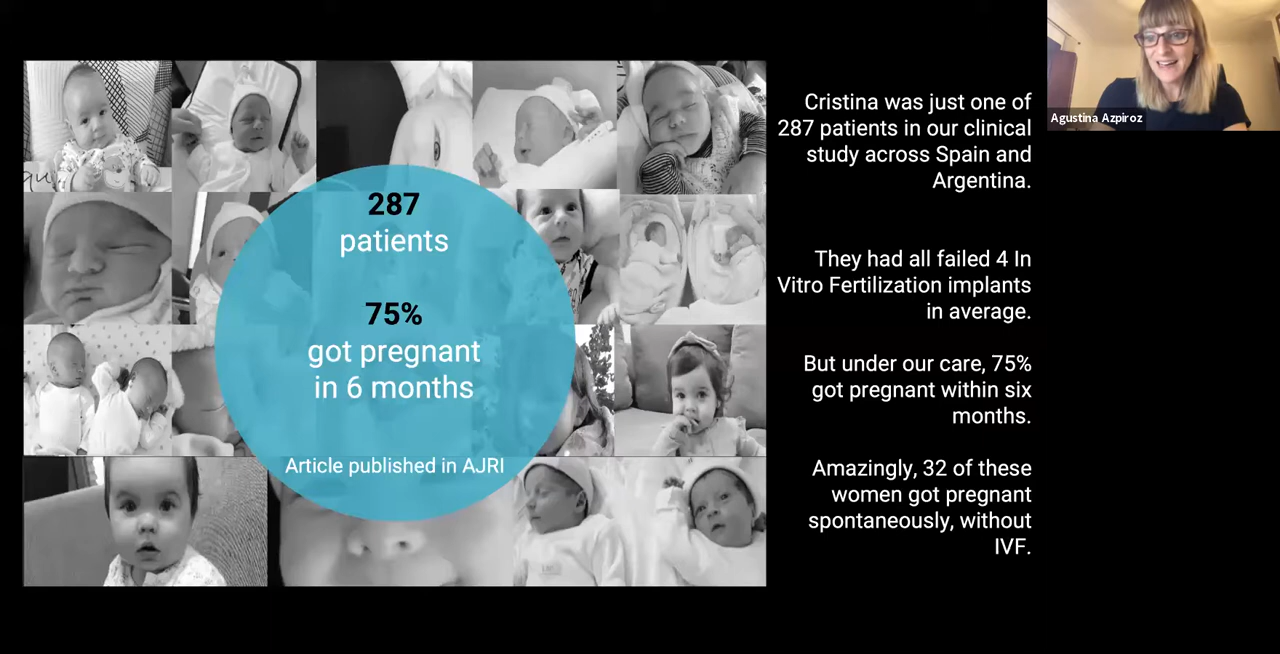 287
patients
75%
got pregnant
in 6 months
Article published in AJRI
Cristina was just one of
287 patients in our clinical
study across Spain and
Argentina.
They had all failed 4 In
Vitro Fertilization implants
in average.
But under our care, 75%
got pregnant within six
months.
Amazingly, 32 of these
women got pregnant
spontaneously, without
IVF.
Agustina Azpiroz